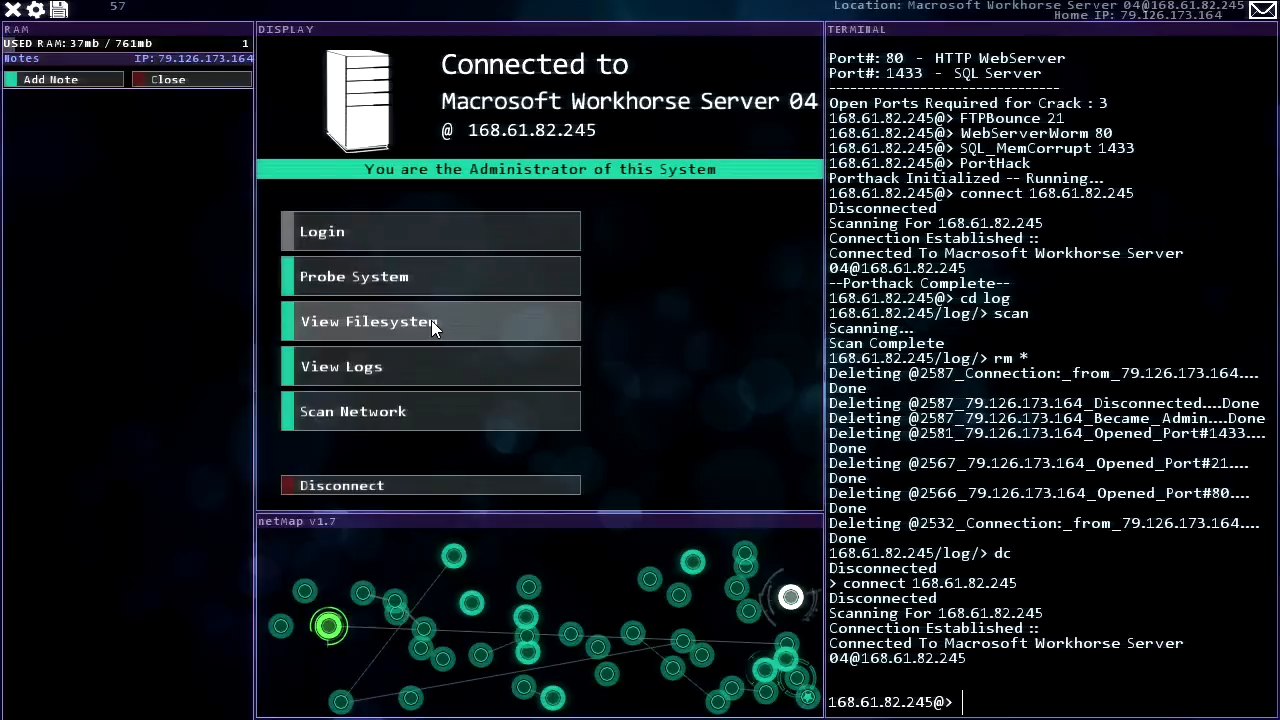 57
Location: Macrosoft Workhorse Server 04@168.61.82.245
Home IP: 79.126.173.164
RAM
USED RAM: 37mb / 761mb 1
Notes IP: 79.126.173.164
Add Note Close
DISPLAY
Connected to
Macrosoft Workhorse Server 04
@ 168.61.82.245
You are the Administrator of this System
Login
Probe System
View Filesystem
View Logs
Scan Network
Disconnect
netMap v1.7
TERMINAL
Port#: 80 - HTTP WebServer
Port#: 1433 - SQL Server
---------------------------------
Open Ports Required for Crack : 3
168.61.82.245@> FTPBounce 21
168.61.82.245@> WebServerWorm 80
168.61.82.245@> SQL_MemCorrupt 1433
168.61.82.245@> PortHack
Porthack Initialized -- Running...
168.61.82.245@> connect 168.61.82.245
Disconnected
Scanning For 168.61.82.245
Connection Established ::
Connected To Macrosoft Workhorse Server
04@168.61.82.245
--Porthack Complete--
168.61.82.245@> cd log
168.61.82.245/log/> scan
Scanning...
Scan Complete
168.61.82.245/log/> rm *
Deleting @2587_Connection:_from_79.126.173.164....
Done
Deleting @2587_79.126.173.164_Disconnected....Done
Deleting @2587_79.126.173.164_Became_Admin....Done
Deleting @2581_79.126.173.164_Opened_Port#1433....
Done
Deleting @2567_79.126.173.164_Opened_Port#21....
Done
Deleting @2566_79.126.173.164_Opened_Port#80....
Done
Deleting @2532_Connection:_from_79.126.173.164....
Done
168.61.82.245/log/> dc
Disconnected
> connect 168.61.82.245
Disconnected
Scanning For 168.61.82.245
Connection Established ::
Connected To Macrosoft Workhorse Server
04@168.61.82.245
168.61.82.245@>